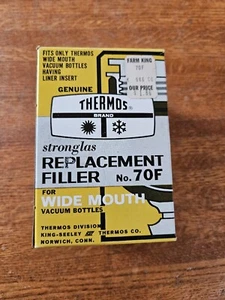 FITS ONLY THERMOS
WIDE MOUTH
VACUUM BOTTLES
HAVING
LINER INSERT
FARM KING
70F
OUR PRICE
GENUINE
THERMOS
BRAND
stronglas
REPLACEMENT
FILLER No. 70F
FOR
WIDE MOUTH
VACUUM BOTTLES
THERMOS DIVISION
KING-SEELEY THERMOS CO.
NORWICH, CONN.